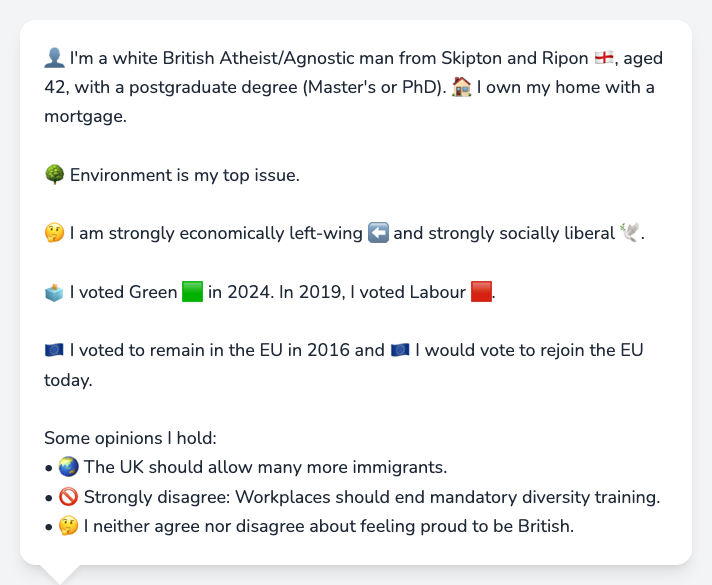 👤 I'm a white British Atheist/Agnostic man from Skipton and Ripon 🏴󠁧󠁢󠁥󠁮󠁧󠁿, aged
42, with a postgraduate degree (Master's or PhD). 🏠 I own my home with a
mortgage.
🌳 Environment is my top issue.
🤔 I am strongly economically left-wing ⬅️ and strongly socially liberal 🕊️.
🗳️ I voted Green 🟩 in 2024. In 2019, I voted Labour 🟥.
🇪🇺 I voted to remain in the EU in 2016 and 🇪🇺 I would vote to rejoin the EU
today.
Some opinions I hold:
• 🌏 The UK should allow many more immigrants.
• 🚫 Strongly disagree: Workplaces should end mandatory diversity training.
• 🤔 I neither agree nor disagree about feeling proud to be British.